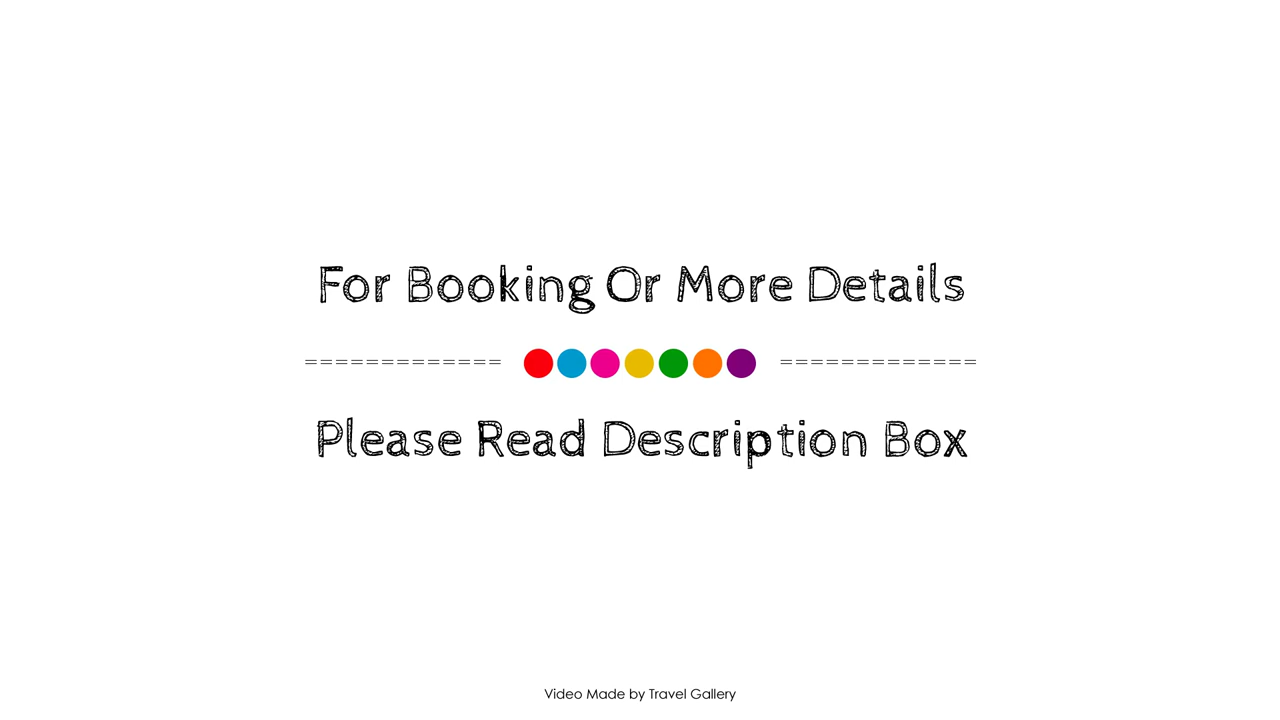 For Booking Or More Details
============= =============
Please Read Description Box
Video Made by Travel Gallery